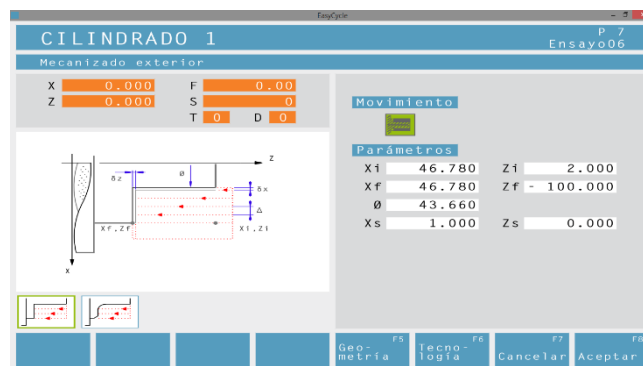 EasyCycle
CILINDRADO 1
P 7
Ensayo06
Mecanizado exterior
X 0.000 F 0.00
Z 0.000 S 0
T 0 D 0
Movimiento
Parámetros
Xi 46.780 Zi 2.000
Xf 46.780 Zf - 100.000
Ø 43.660
Xs 1.000 Zs 0.000
Z
δz
Ø
δx
Δ
Xf,Zf
Xi,Zi
X
F5 F6 F7 F8
Geo- Tecno-
metría logía Cancelar Aceptar